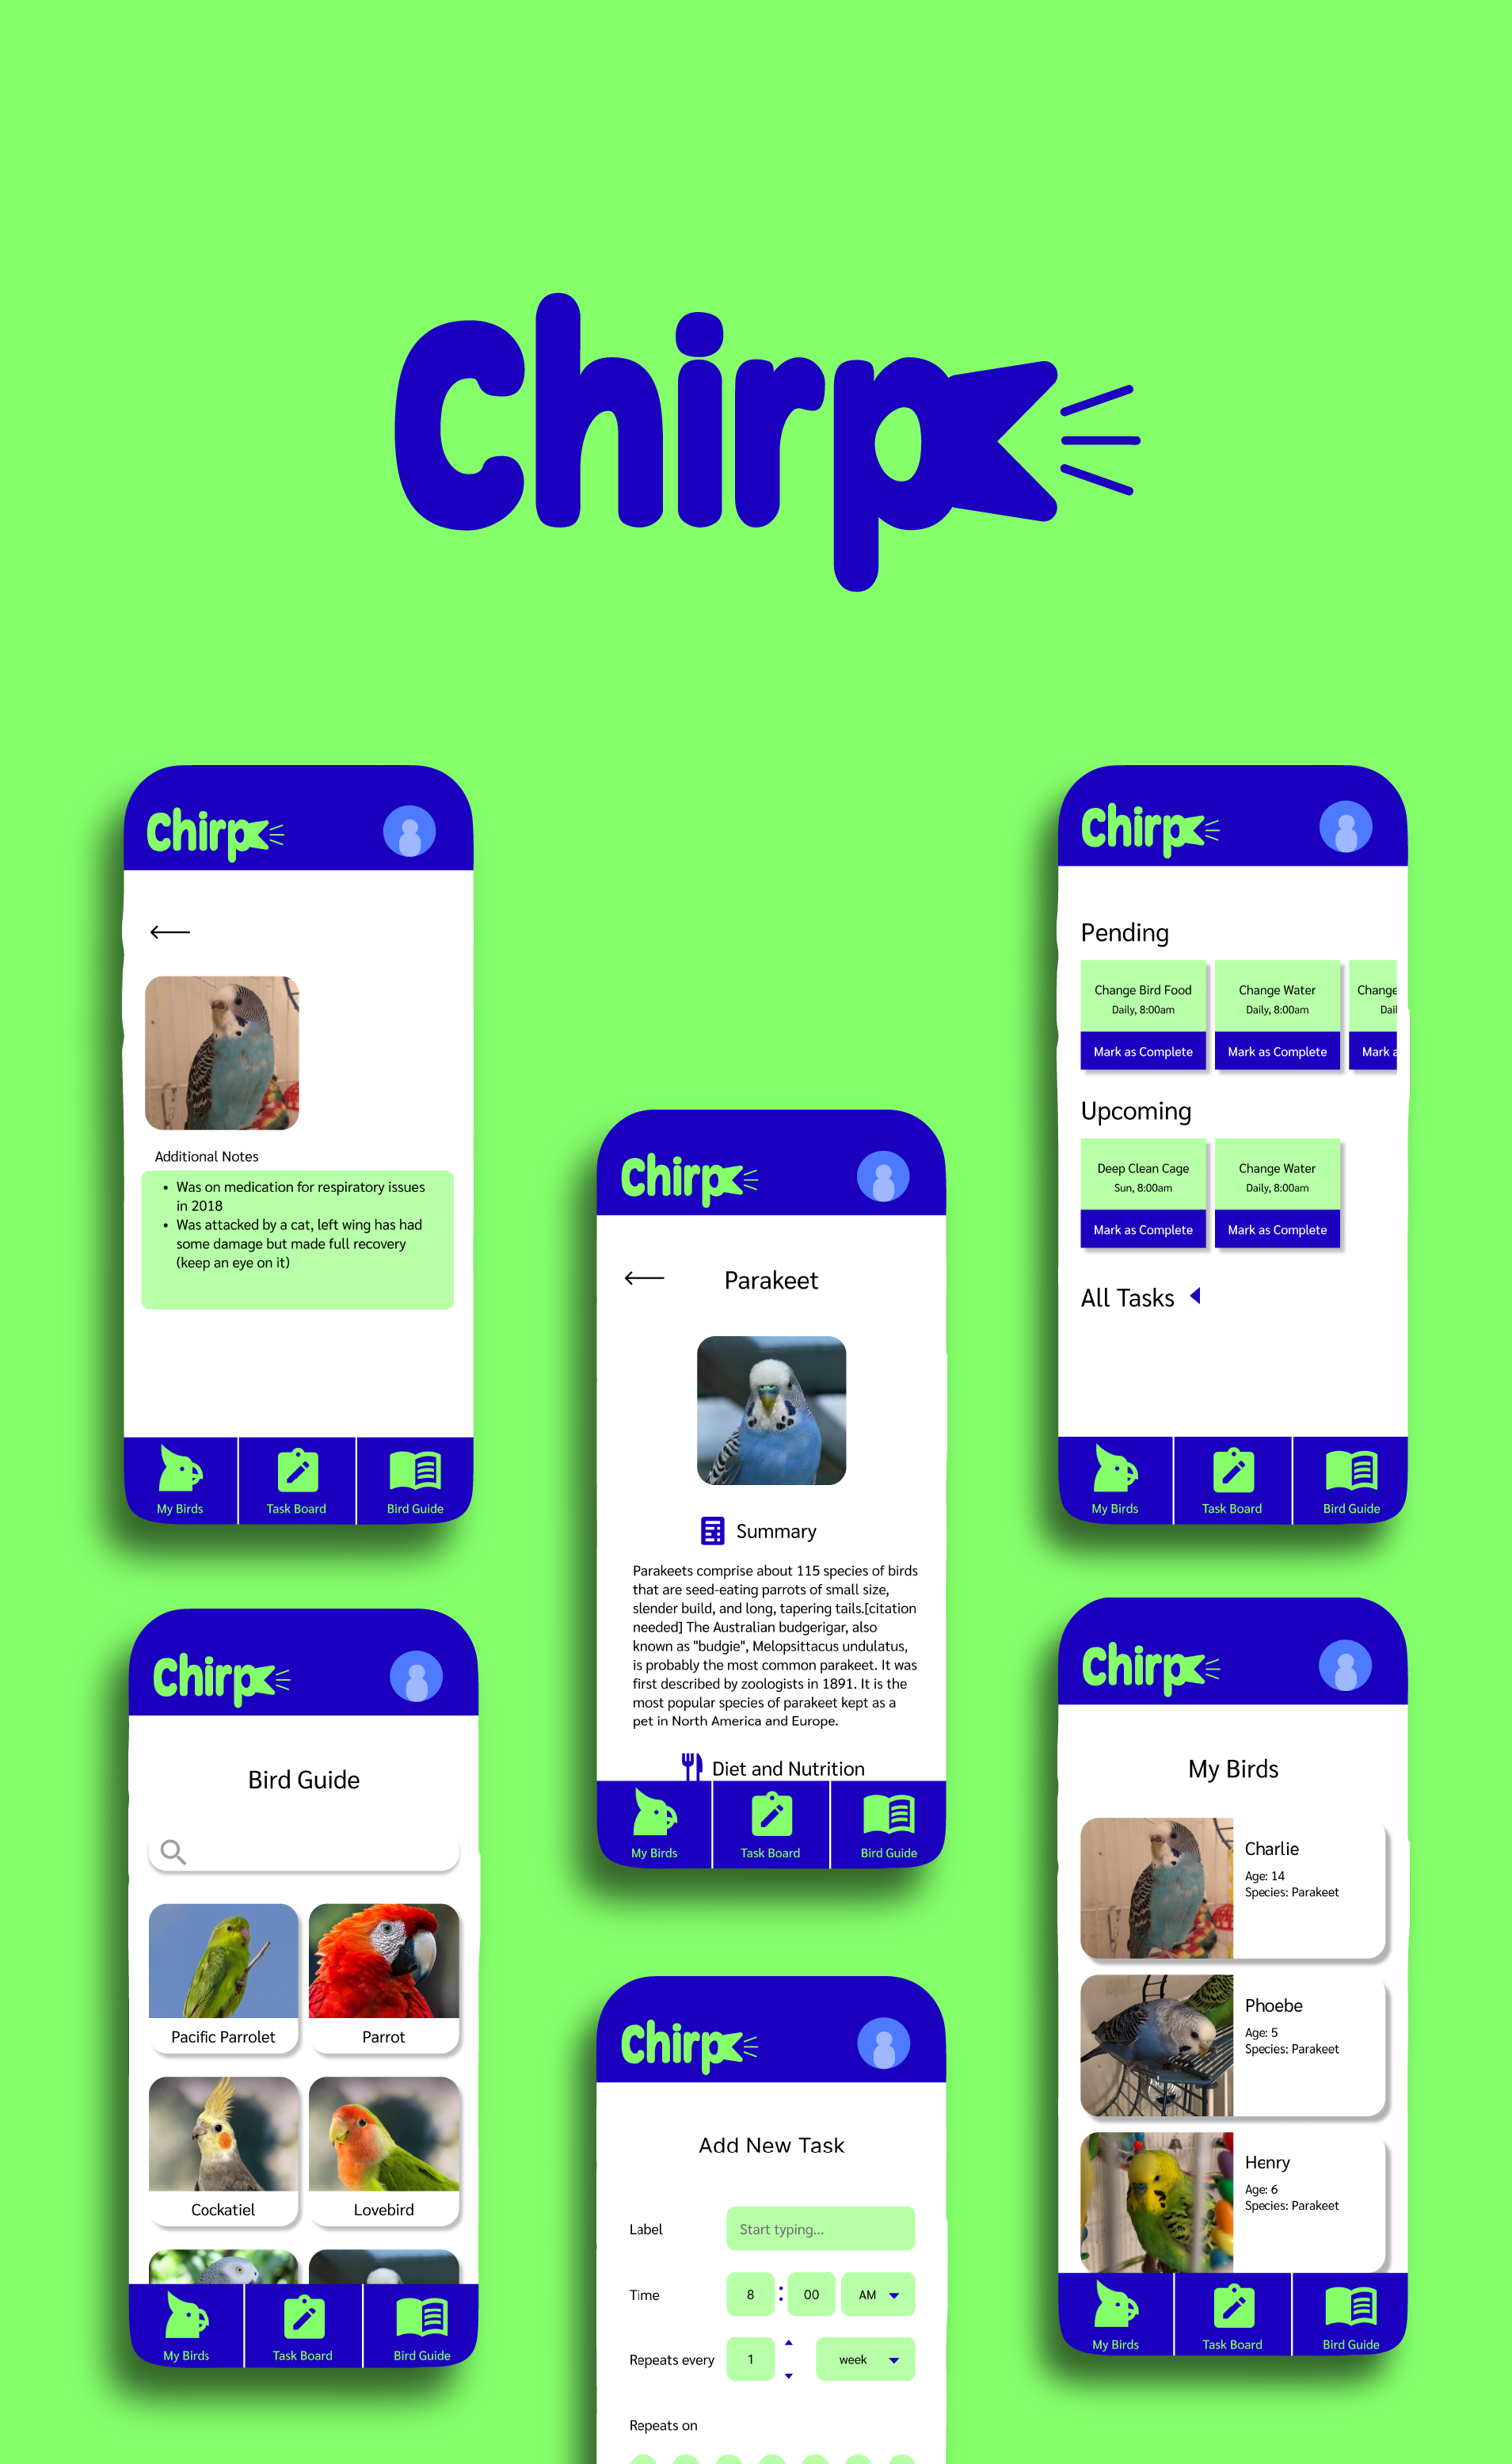 Chirp
Chirp
Additional Notes
• Was on medication for respiratory issues
in 2018
• Was attacked by a cat, left wing has had
some damage but made full recovery
(keep an eye on it)
My Birds
Task Board
Bird Guide
Chirp
Pending
Change Bird Food
Daily, 8:00am
Mark as Complete
Change Water
Daily, 8:00am
Mark as Complete
Change
Dail
Mark a
Upcoming
Deep Clean Cage
Sun, 8:00am
Mark as Complete
Change Water
Daily, 8:00am
Mark as Complete
All Tasks
My Birds
Task Board
Bird Guide
Chirp
Parakeet
Summary
Parakeets comprise about 115 species of birds
that are seed-eating parrots of small size,
slender build, and long, tapering tails.[citation
needed] The Australian budgerigar, also
known as "budgie", Melopsittacus undulatus,
is probably the most common parakeet. It was
first described by zoologists in 1891. It is the
most popular species of parakeet kept as a
pet in North America and Europe.
Diet and Nutrition
My Birds
Task Board
Bird Guide
Chirp
Bird Guide
Pacific Parrolet
Parrot
Cockatiel
Lovebird
My Birds
Task Board
Bird Guide
Chirp
My Birds
Charlie
Age: 14
Species: Parakeet
Phoebe
Age: 5
Species: Parakeet
Henry
Age: 6
Species: Parakeet
My Birds
Task Board
Bird Guide
Chirp
Add New Task
Label
Start typing...
Time
8 : 00 AM
Repeats every
1
week
Repeats on